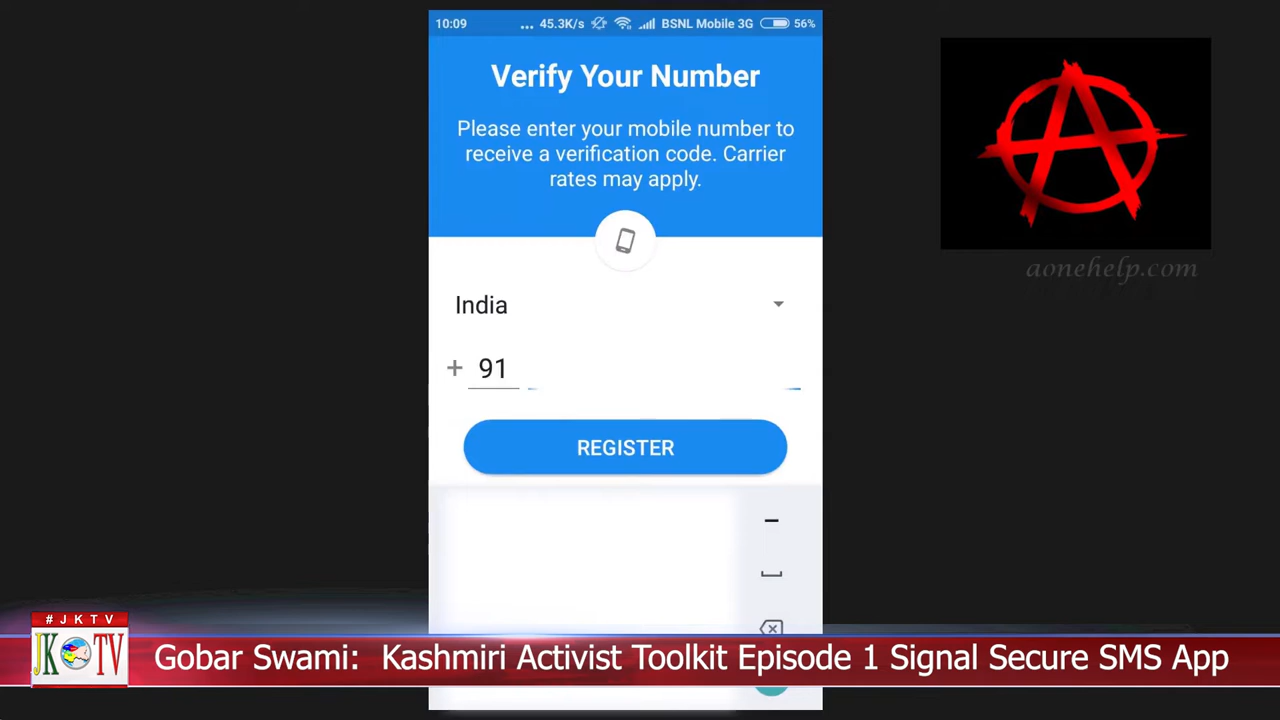 10:09 ... 45.3K/s BSNL Mobile 3G 56%
Verify Your Number
Please enter your mobile number to
receive a verification code. Carrier
rates may apply.
India
+ 91
REGISTER
aonehelp.com
#JKTV
JKTV
Gobar Swami: Kashmiri Activist Toolkit Episode 1 Signal Secure SMS App